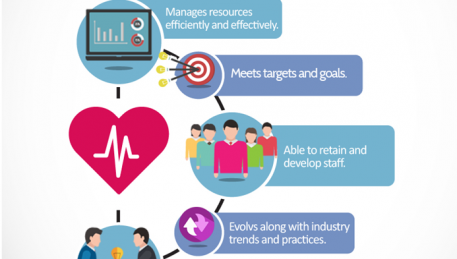 Manages resources
efficiently and effectively.
Meets targets and goals.
Able to retain and
develop staff.
Evolvs along with industry
trends and practices.